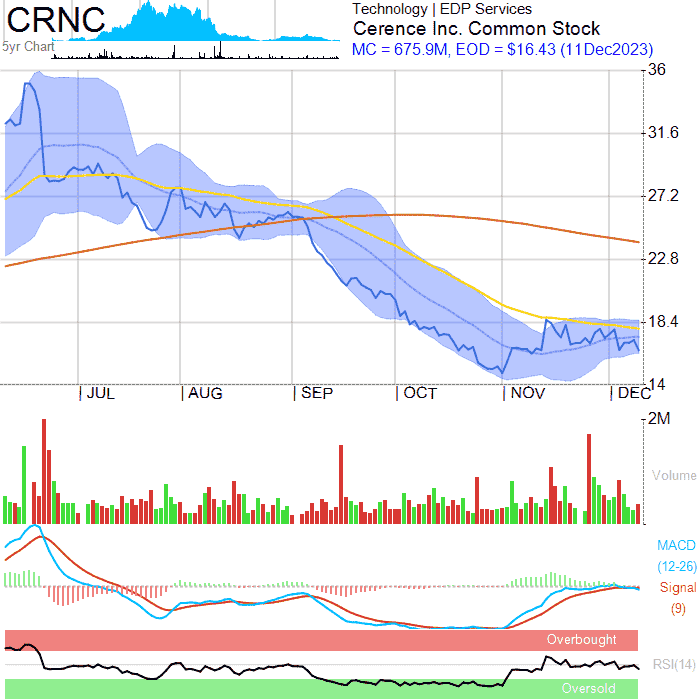 CRNC
5yr Chart
Technology | EDP Services
Cerence Inc. Common Stock
MC = 675.9M, EOD = $16.43 (11Dec2023)
36
31.6
27.2
22.8
18.4
14
JUL
AUG
SEP
OCT
NOV
DEC
2M
Volume
MACD
(12-26)
Signal
(9)
Overbought
RSI(14)
Oversold